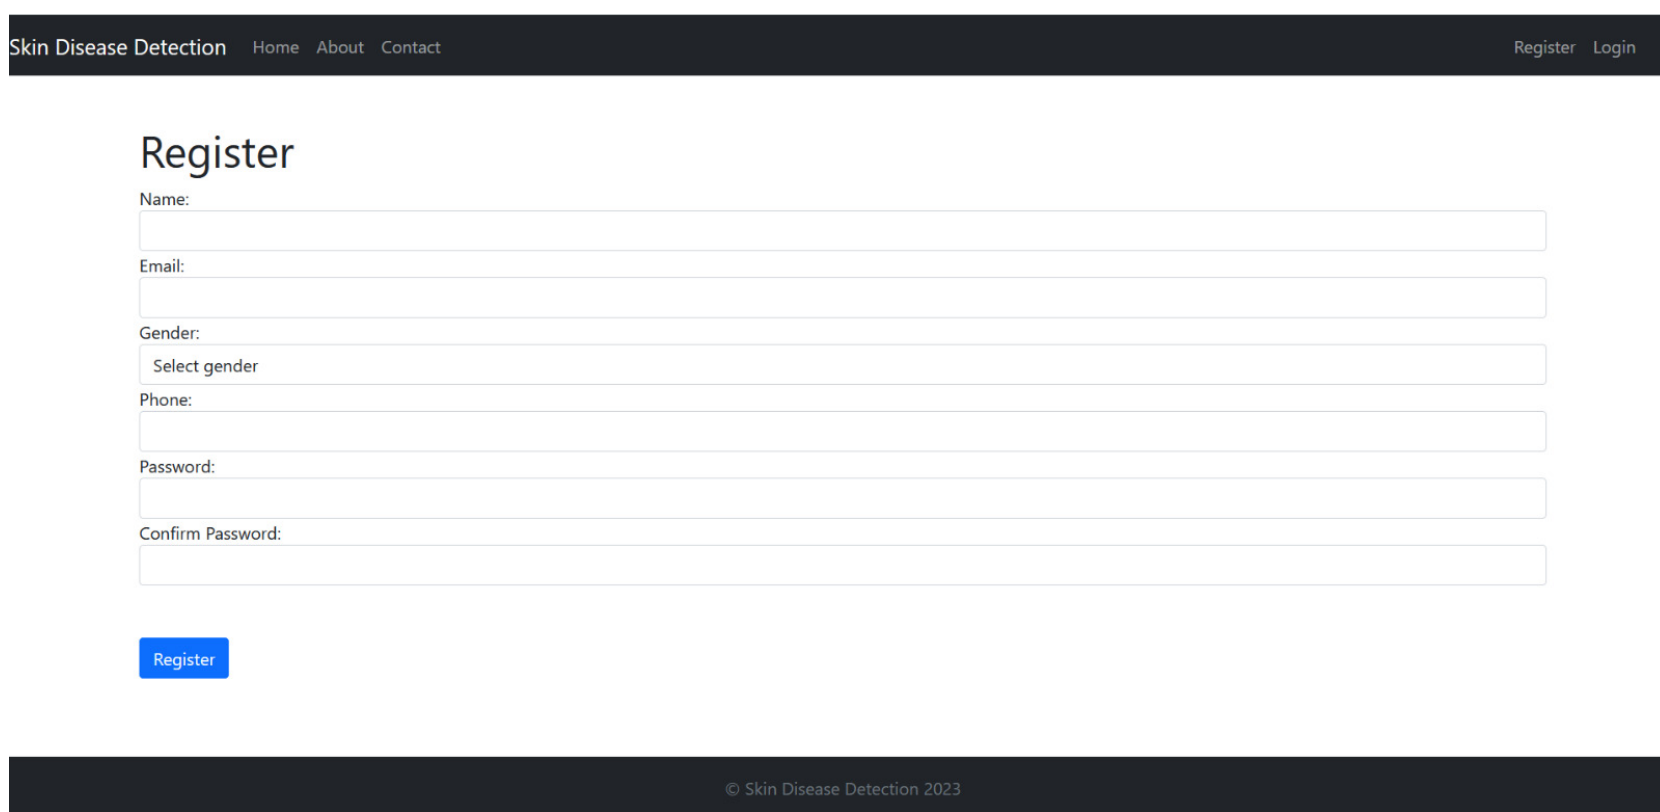 Skin Disease Detection Home About Contact Register Login
Register
Name:
Email:
Gender:
Select gender
Phone:
Password:
Confirm Password:
Register
© Skin Disease Detection 2023